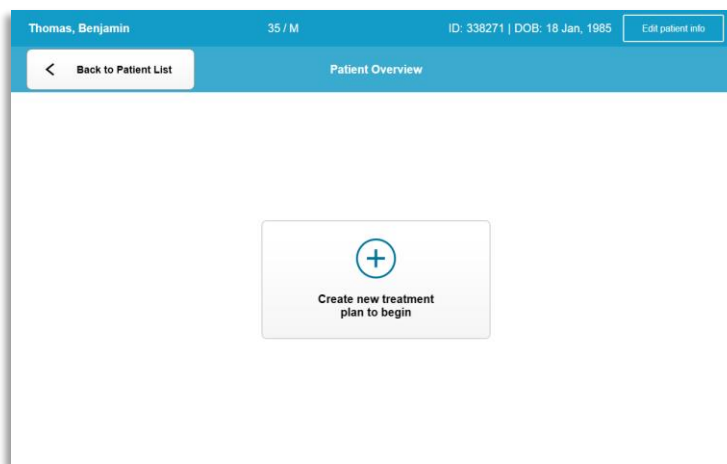 Thomas, Benjamin 35 / M ID: 338271 | DOB: 18 Jan, 1985 Edit patient info
Back to Patient List Patient Overview
Create new treatment
plan to begin